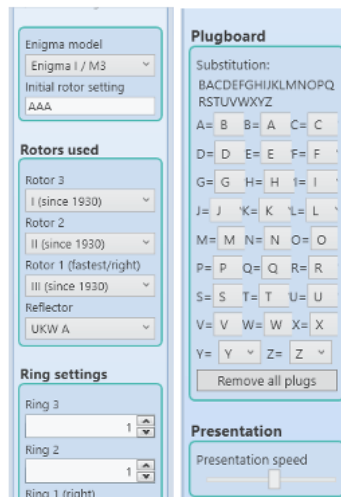 Enigma model
Enigma I / M3
Initial rotor setting
AAA
Rotors used
Rotor 3
I (since 1930)
Rotor 2
II (since 1930)
Rotor 1 (fastest/right)
III (since 1930)
Reflector
UKW A
Ring settings
Ring 3
1
Ring 2
1
Ring 1 (right)
Plugboard
Substitution:
BACDEFGHIJKLMNOPQ
RSTUVWXYZ
A= B B= A C= C
D= D E= E F= F
G= G H= H I= I
J= J K= K L= L
M= M N= N O= O
P= P Q= Q R= R
S= S T= T U= U
V= V W= W X= X
Y= Y Z= Z
Remove all plugs
Presentation
Presentation speed